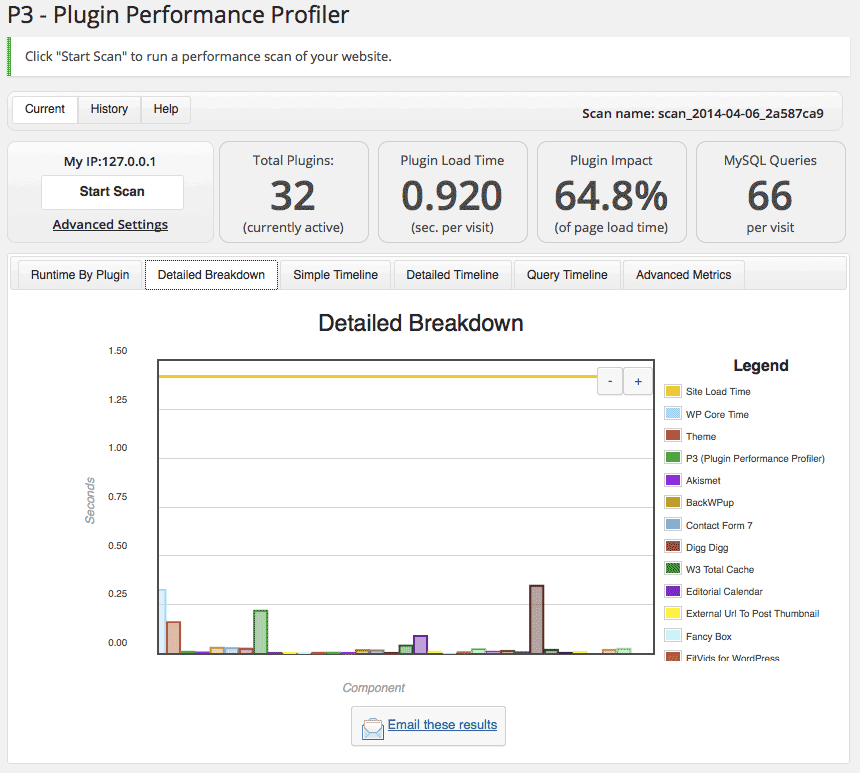 P3 - Plugin Performance Profiler
Click "Start Scan" to run a performance scan of your website.
Current History Help
Scan name: scan_2014-04-06_2a587ca9
My IP:127.0.0.1
Start Scan
Advanced Settings
Total Plugins:
32
(currently active)
Plugin Load Time
0.920
(sec. per visit)
Plugin Impact
64.8%
(of page load time)
MySQL Queries
66
per visit
Runtime By Plugin Detailed Breakdown Simple Timeline Detailed Timeline Query Timeline Advanced Metrics
Detailed Breakdown
1.50
1.25
1.00
0.75
0.50
0.25
0.00
Seconds
Component
- +
Legend
Site Load Time
WP Core Time
Theme
P3 (Plugin Performance Profiler)
Akismet
BackWPup
Contact Form 7
Digg Digg
W3 Total Cache
Editorial Calendar
External Url To Post Thumbnail
Fancy Box
FitVids for WordPress
Email these results